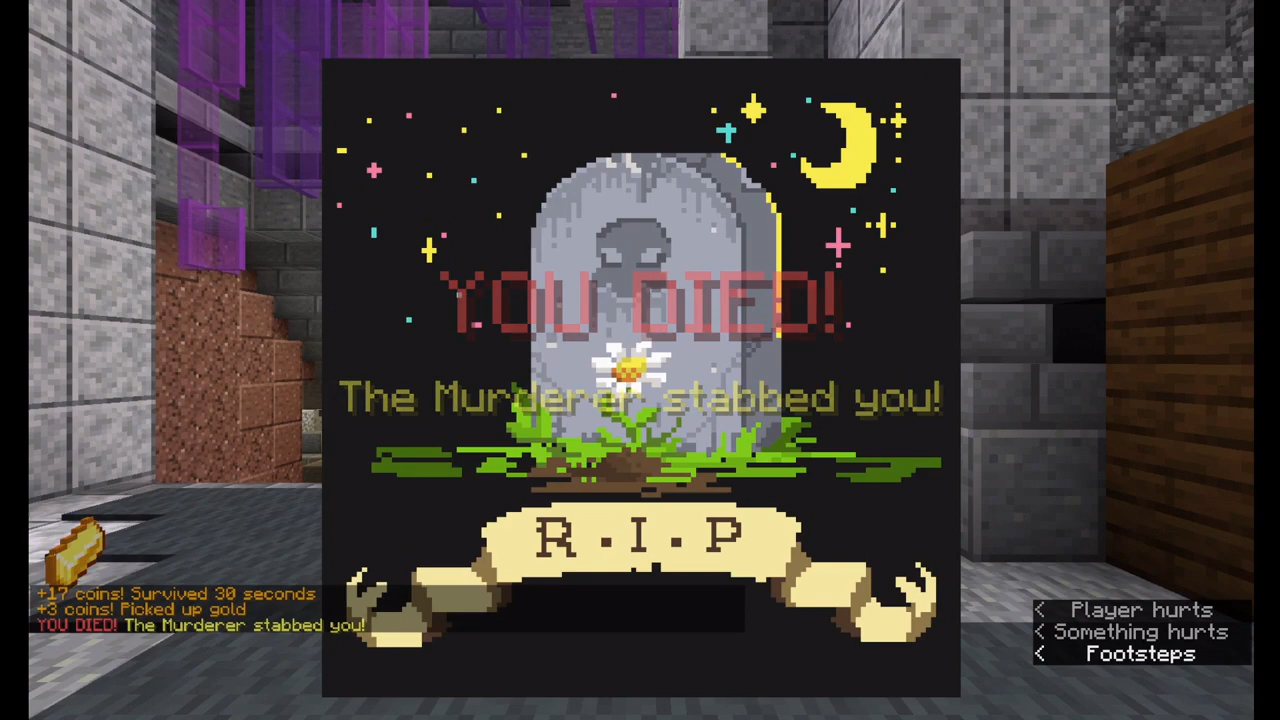 YOU DIED!
The Murderer stabbed you!
R.I.P
+17 coins! Survived 30 seconds
+3 coins! Picked up gold
YOU DIED! The Murderer stabbed you!
< Player hurts
< Something hurts
< Footsteps